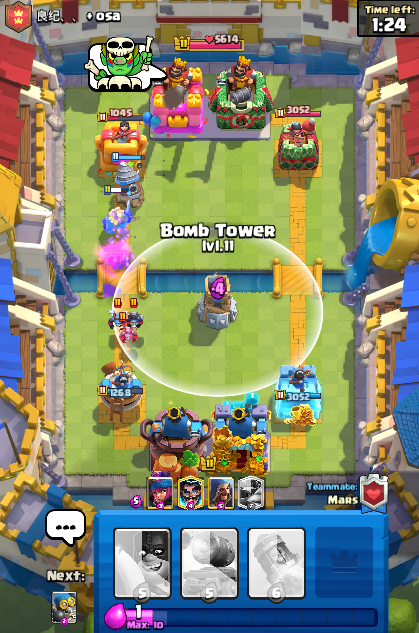 良纪、、 + osa
Time left:
1:24
5614
1045
3052
Bomb Tower
lvl.11
4
1268
3052
Teammate:
Mars
5
...
5
5
6
Next:
1
Max: 10